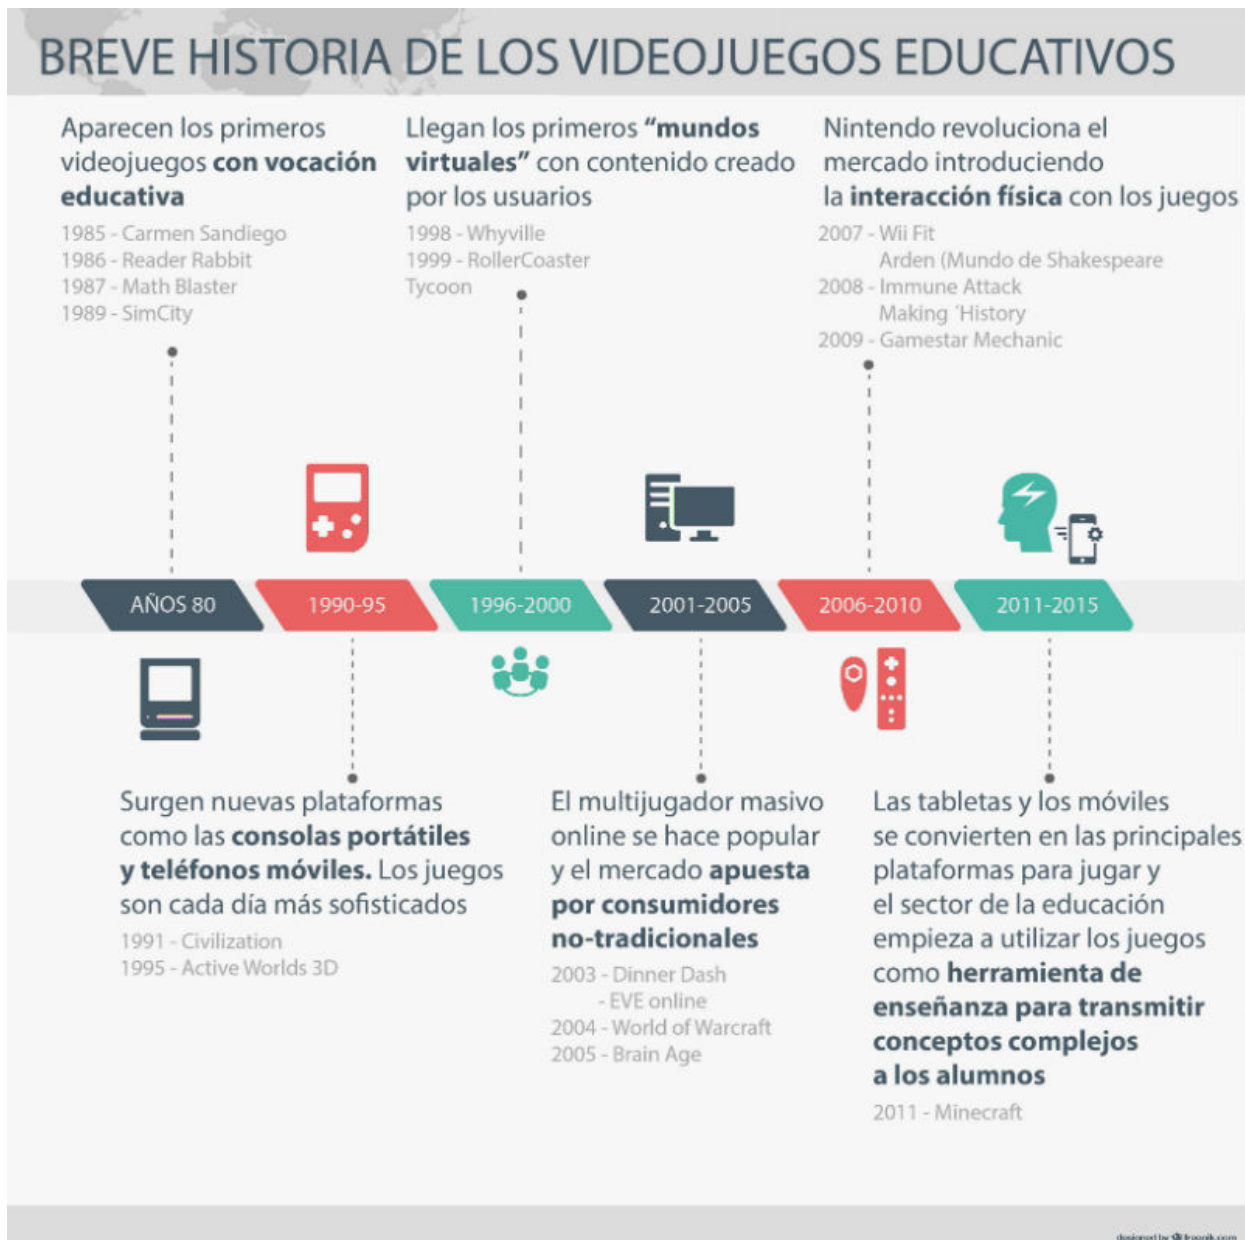 BREVE HISTORIA DE LOS VIDEOJUEGOS EDUCATIVOS
Aparecen los primeros
videojuegos con vocación
educativa
1985 - Carmen Sandiego
1986 - Reader Rabbit
1987 - Math Blaster
1989 - SimCity
Llegan los primeros “mundos
virtuales” con contenido creado
por los usuarios
1998 - Whyville
1999 - RollerCoaster
Tycoon
Nintendo revoluciona el
mercado introduciendo
la interacción física con los juegos
2007 - Wii Fit
Arden (Mundo de Shakespeare
2008 - Immune Attack
Making ´History
2009 - Gamestar Mechanic
AÑOS 80
1990-95
1996-2000
2001-2005
2006-2010
2011-2015
Surgen nuevas plataformas
como las consolas portátiles
y teléfonos móviles. Los juegos
son cada día más sofisticados
1991 - Civilization
1995 - Active Worlds 3D
El multijugador masivo
online se hace popular
y el mercado apuesta
por consumidores
no-tradicionales
2003 - Dinner Dash
- EVE online
2004 - World of Warcraft
2005 - Brain Age
Las tabletas y los móviles
se convierten en las principales
plataformas para jugar y
el sector de la educación
empieza a utilizar los juegos
como herramienta de
enseñanza para transmitir
conceptos complejos
a los alumnos
2011 - Minecraft
designed by freepik.com